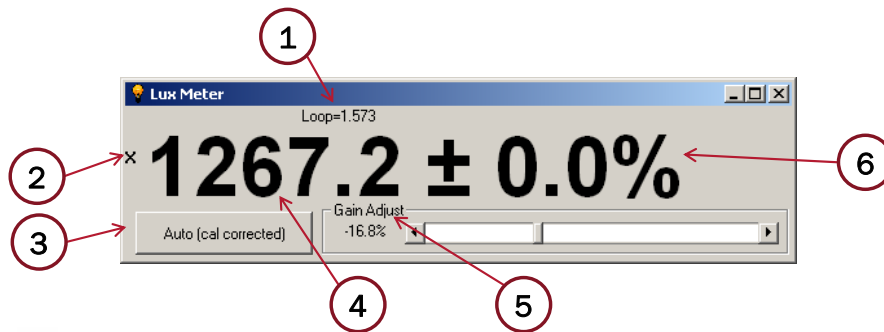 1
Lux Meter
Loop=1.573
2
x
1267.2 ± 0.0%
6
3
Auto (cal corrected)
Gain Adjust
-16.8%
4
5